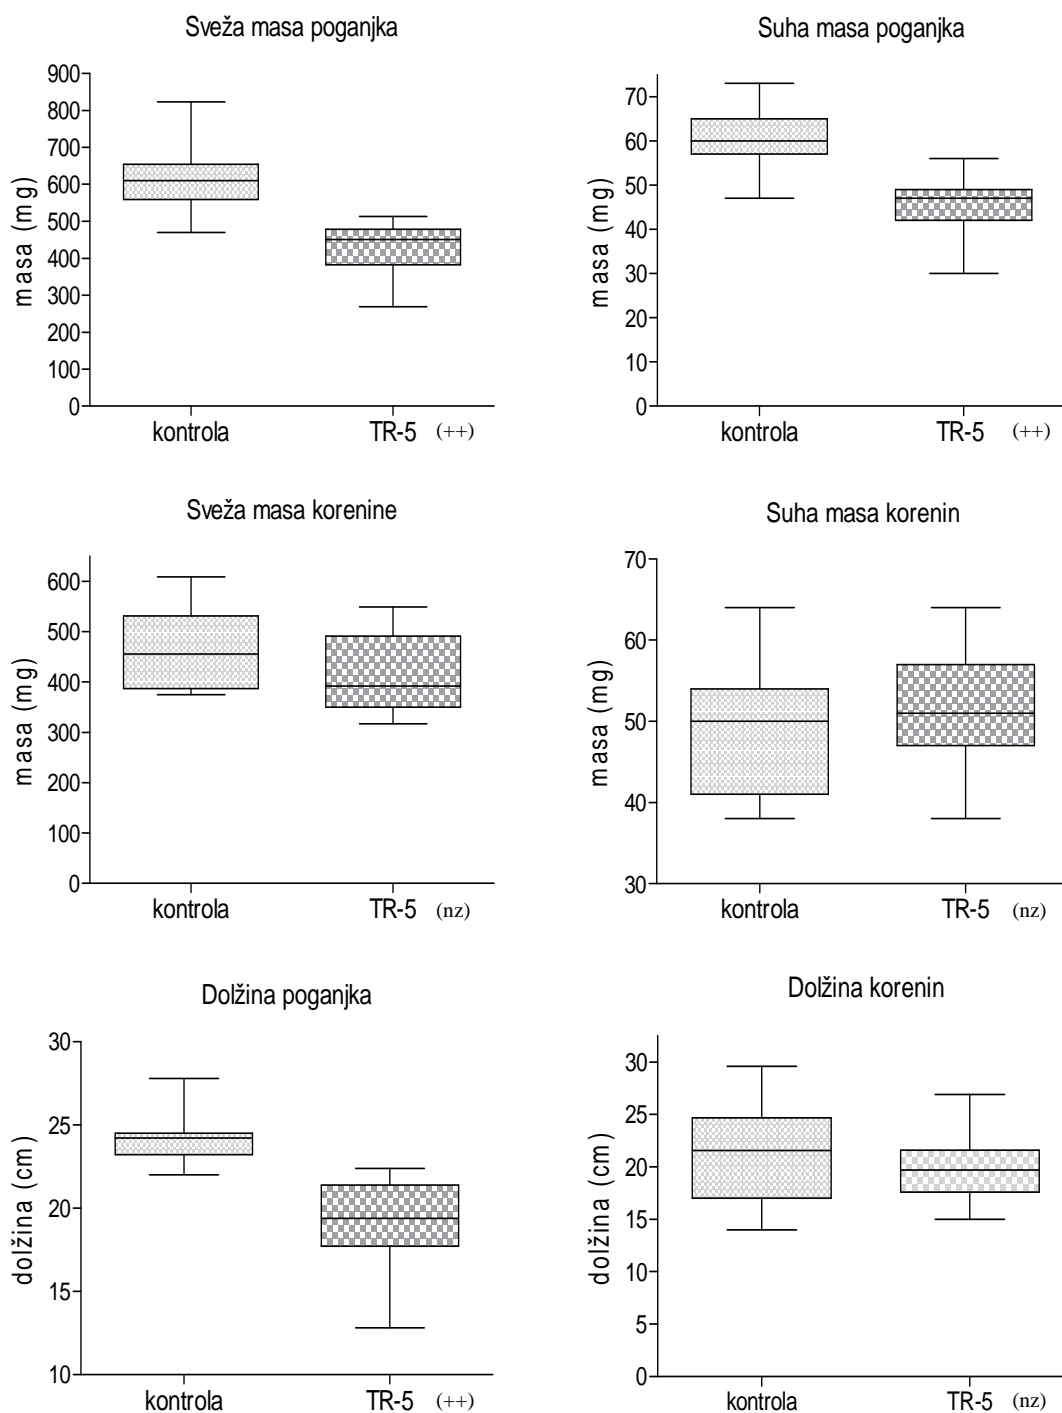 Sveža masa poganjka
masa (mg)
900
800
700
600
500
400
300
200
100
0
kontrola TR-5 (++)
Suha masa poganjka
masa (mg)
70
60
50
40
30
20
10
0
kontrola TR-5 (++)
Sveža masa korenine
masa (mg)
600
500
400
300
200
100
0
kontrola TR-5 (nz)
Suha masa korenin
masa (mg)
70
60
50
40
30
kontrola TR-5 (nz)
Dolžina poganjka
dolžina (cm)
30
25
20
15
10
kontrola TR-5 (++)
Dolžina korenin
dolžina (cm)
30
25
20
15
10
5
0
kontrola TR-5 (nz)